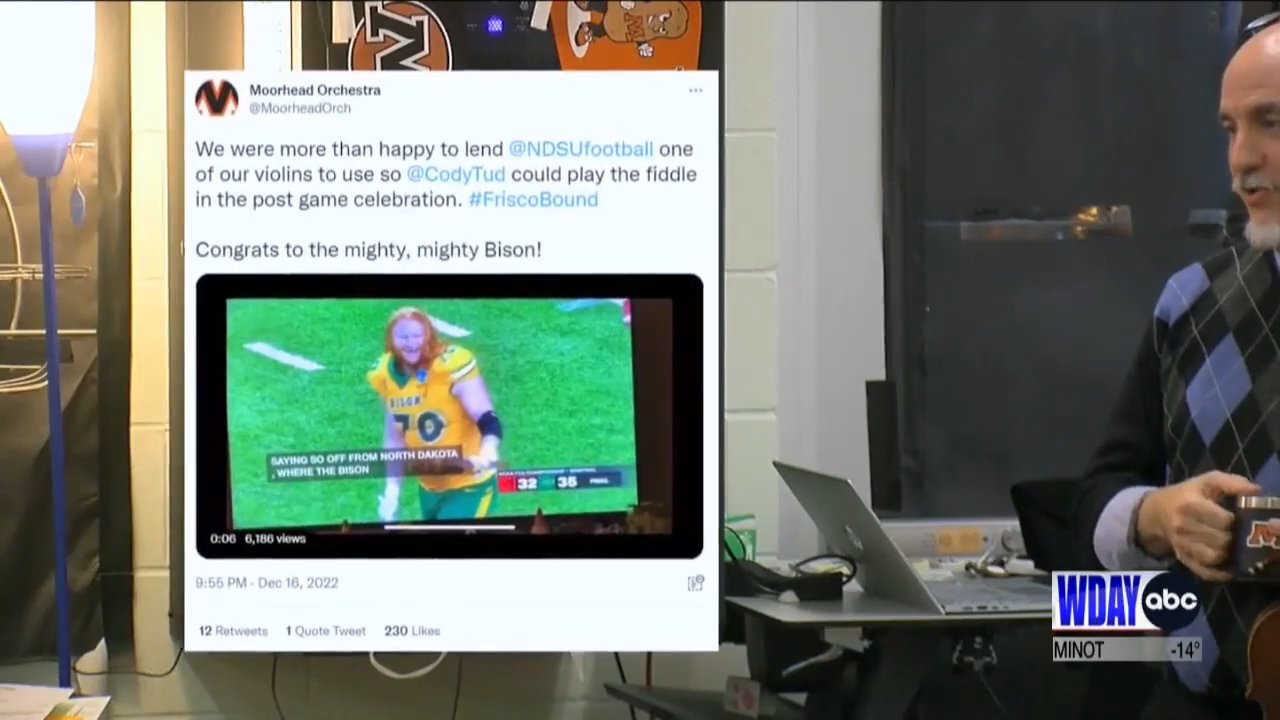 Moorhead Orchestra
@MoorheadOrch
We were more than happy to lend @NDSUfootball one
of our violins to use so @CodyTud could play the fiddle
in the post game celebration. #FriscoBound
Congrats to the mighty, mighty Bison!
BISON
79
SAYING SO OFF FROM NORTH DAKOTA
, WHERE THE BISON
32 35 FINAL
0:06 6,186 views
9:55 PM · Dec 16, 2022
12 Retweets 1 Quote Tweet 230 Likes
WDAY abc
MINOT -14°